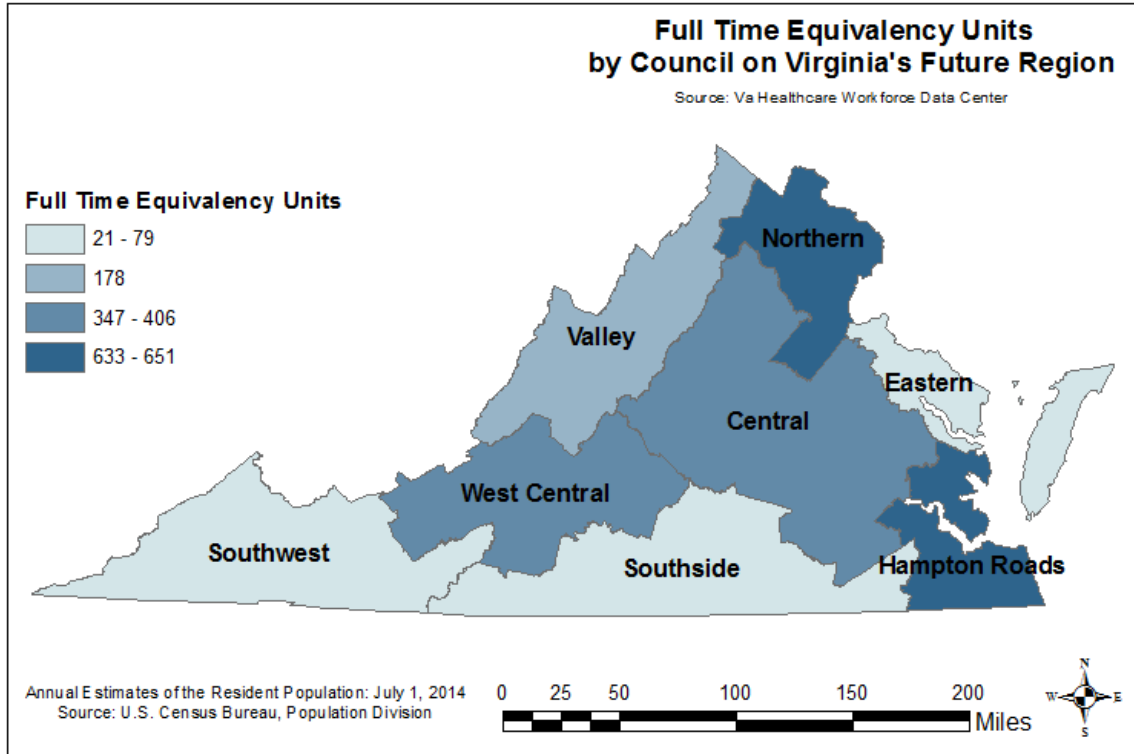 Full Time Equivalency Units
by Council on Virginia's Future Region
Source: Va Healthcare Workforce Data Center
Full Time Equivalency Units
21 - 79
178
347 - 406
633 - 651
Northern
Valley
Eastern
Central
West Central
Southwest
Southside
Hampton Roads
Annual Estimates of the Resident Population: July 1, 2014
Source: U.S. Census Bureau, Population Division
0 25 50 100 150 200
Miles
N
W E
S